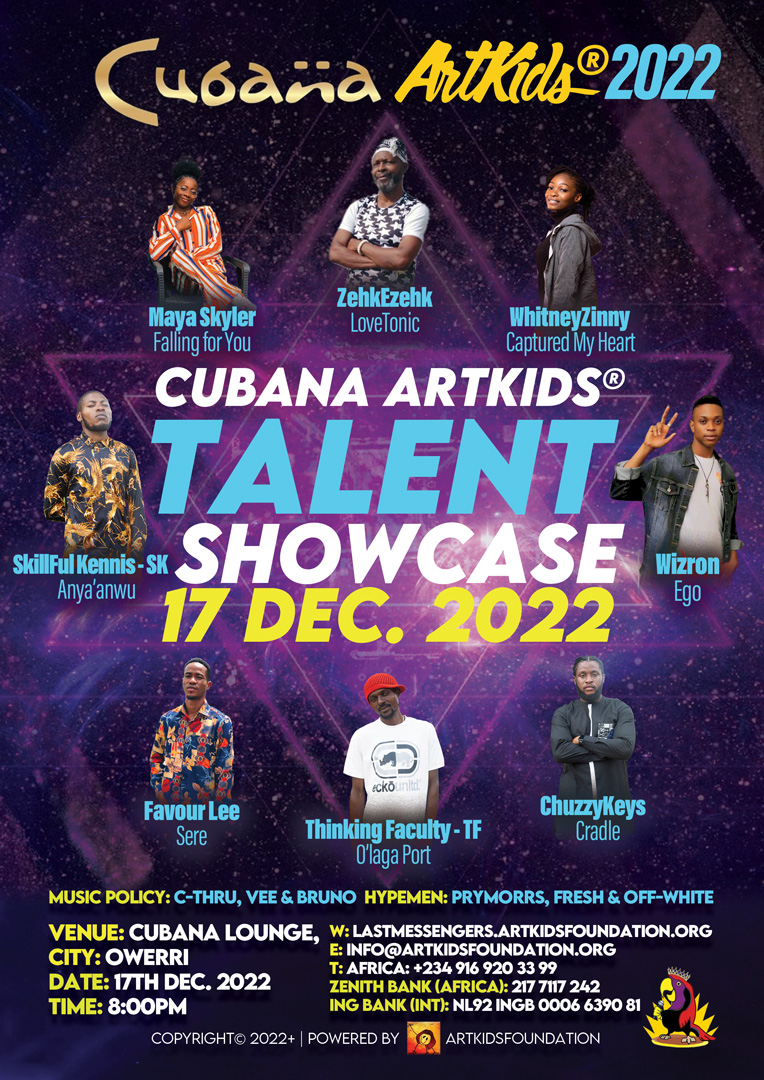 Cubana ArtKids® 2022
Maya Skyler
Falling for You
ZehkEzehk
LoveTonic
WhitneyZinny
Captured My Heart
CUBANA ARTKIDS®
TALENT
SHOWCASE
17 DEC. 2022
SkillFul Kennis - SK
Anya'anwu
Wizron
Ego
Favour Lee
Sere
eckōunltd.
Thinking Faculty - TF
O'laga Port
ChuzzyKeys
Cradle
MUSIC POLICY: C-THRU, VEE & BRUNO HYPEMEN: PRYMORRS, FRESH & OFF-WHITE
VENUE: CUBANA LOUNGE,
CITY: OWERRI
DATE: 17TH DEC. 2022
TIME: 8:00PM
W: LASTMESSENGERS.ARTKIDSFOUNDATION.ORG
E: INFO@ARTKIDSFOUNDATION.ORG
T: AFRICA: +234 916 920 33 99
ZENITH BANK (AFRICA): 217 7117 242
ING BANK (INT): NL92 INGB 0006 6390 81
COPYRIGHT© 2022+ | POWERED BY ARTKIDSFOUNDATION